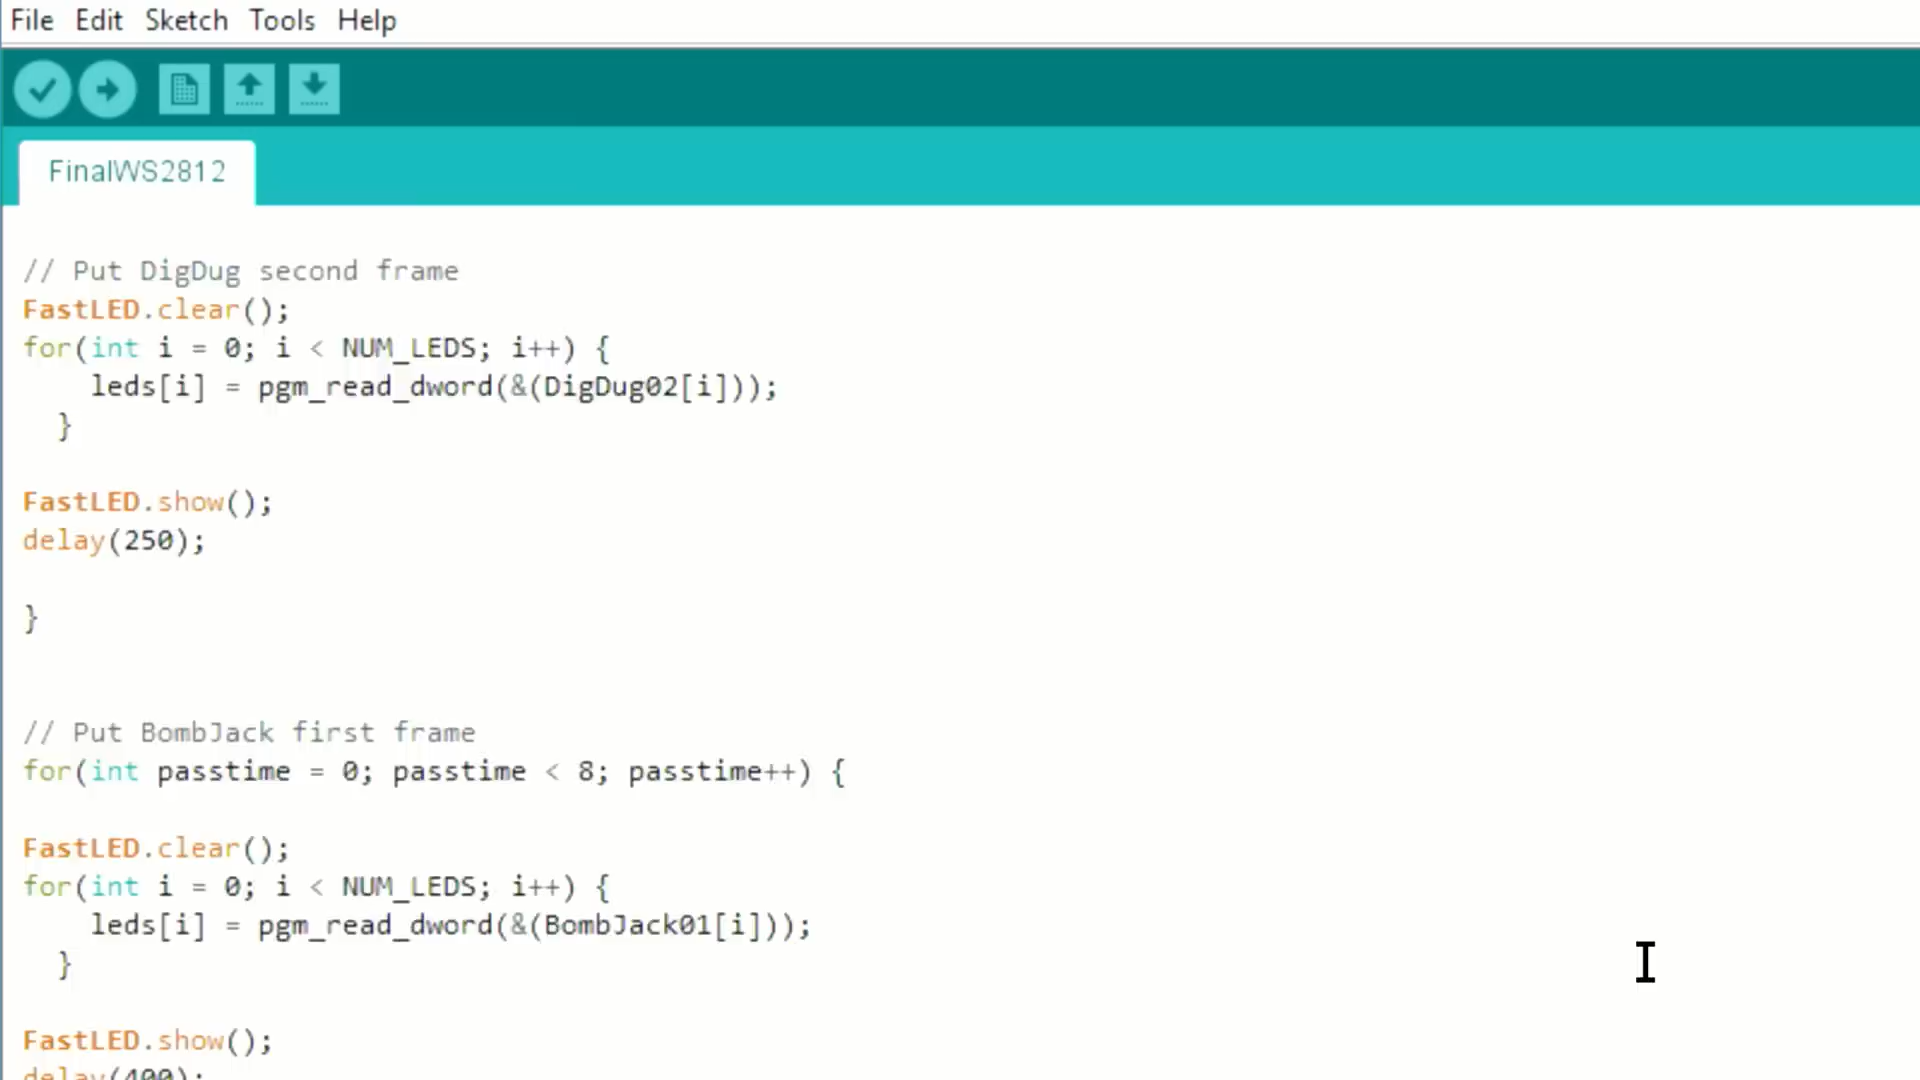 File Edit Sketch Tools Help
FinalWS2812
// Put DigDug second frame
FastLED.clear();
for(int i = 0; i < NUM_LEDS; i++) {
    leds[i] = pgm_read_dword(&(DigDug02[i]));
  }
FastLED.show();
delay(250);
}
// Put BombJack first frame
for(int passtime = 0; passtime < 8; passtime++) {
FastLED.clear();
for(int i = 0; i < NUM_LEDS; i++) {
    leds[i] = pgm_read_dword(&(BombJack01[i]));
  }
FastLED.show();
delay(400);